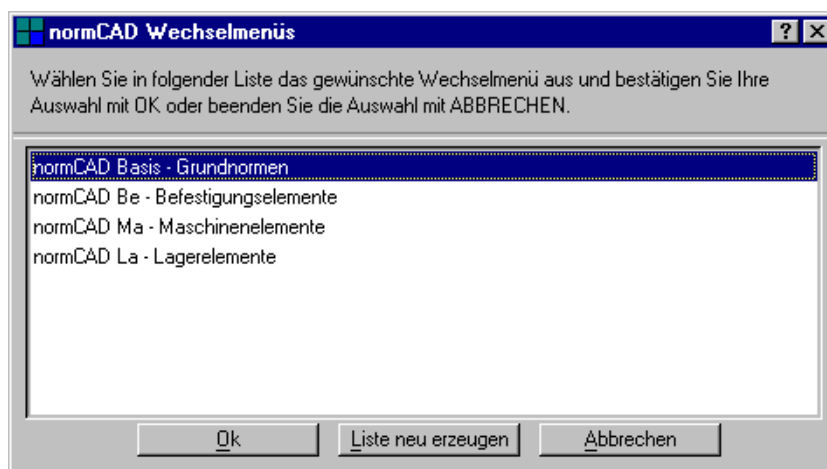 normCAD Wechselmenüs
Wählen Sie in folgender Liste das gewünschte Wechselmenü aus und bestätigen Sie Ihre
Auswahl mit OK oder beenden Sie die Auswahl mit ABBRECHEN.
normCAD Basis - Grundnormen
normCAD Be - Befestigungselemente
normCAD Ma - Maschinenelemente
normCAD La - Lagerelemente
Ok Liste neu erzeugen Abbrechen